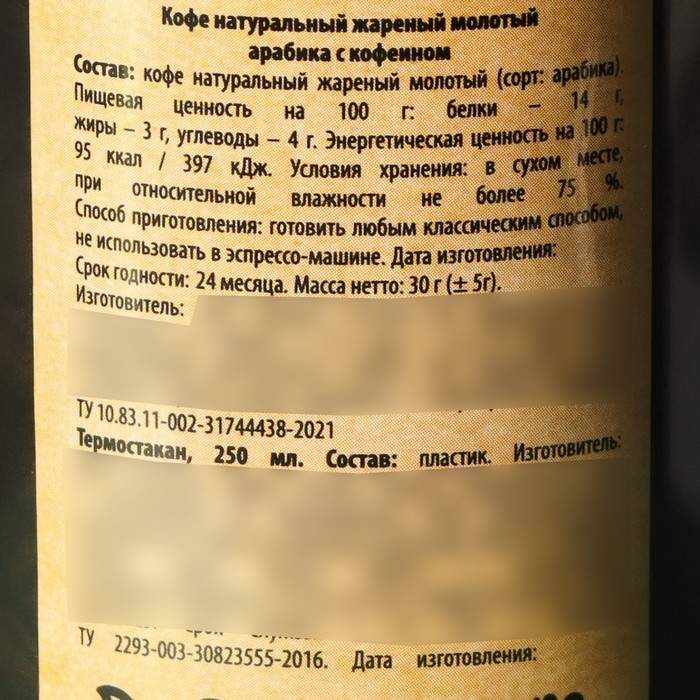 Кофе натуральный жареный молотый
арабика с кофеином
Состав: кофе натуральный жареный молотый (сорт: арабика).
Пищевая ценность на 100 г: белки – 14 г,
жиры – 3 г, углеводы – 4 г. Энергетическая ценность на 100 г:
95 ккал / 397 кДж. Условия хранения: в сухом месте,
при относительной влажности не более 75 %.
Способ приготовления: готовить любым классическим способом,
не использовать в эспрессо-машине. Дата изготовления:
Срок годности: 24 месяца. Масса нетто: 30 г (± 5г).
Изготовитель:
ТУ 10.83.11-002-31744438-2021
Термостакан, 250 мл. Состав: пластик. Изготовитель:
ТУ 2293-003-30823555-2016. Дата изготовления: